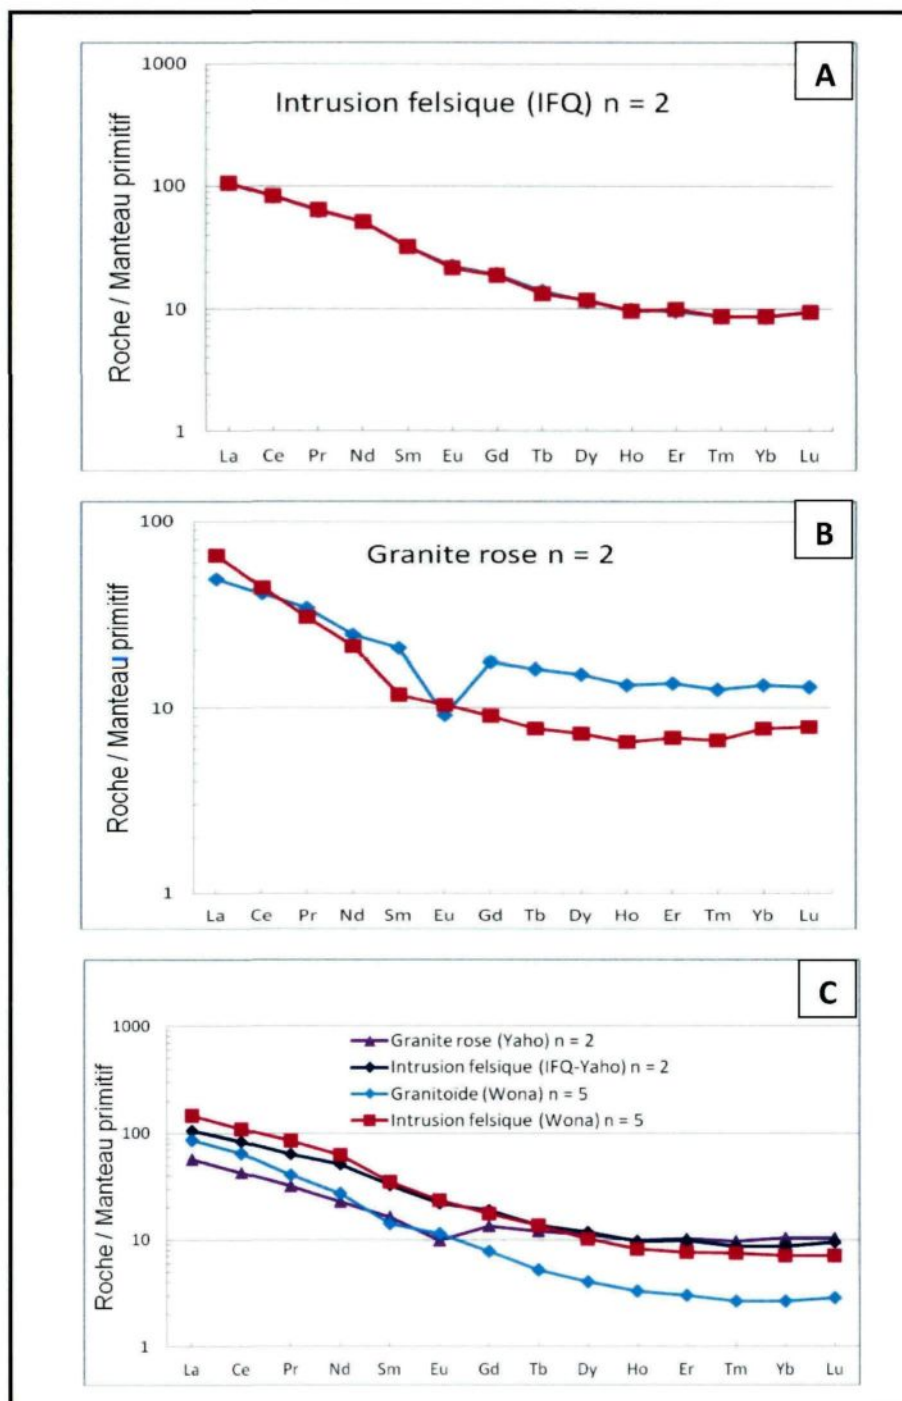 A
Intrusion felsique (IFQ) n = 2
Roche / Manteau primitif
1000
100
10
1
La Ce Pr Nd Sm Eu Gd Tb Dy Ho Er Tm Yb Lu
B
Granite rose n = 2
Roche / Manteau primitif
100
10
1
La Ce Pr Nd Sm Eu Gd Tb Dy Ho Er Tm Yb Lu
C
Roche / Manteau primitif
1000
100
10
1
Granite rose (Yaho) n = 2
Intrusion felsique (IFQ-Yaho) n = 2
Granitoide (Wona) n = 5
Intrusion felsique (Wona) n = 5
La Ce Pr Nd Sm Eu Gd Tb Dy Ho Er Tm Yb Lu